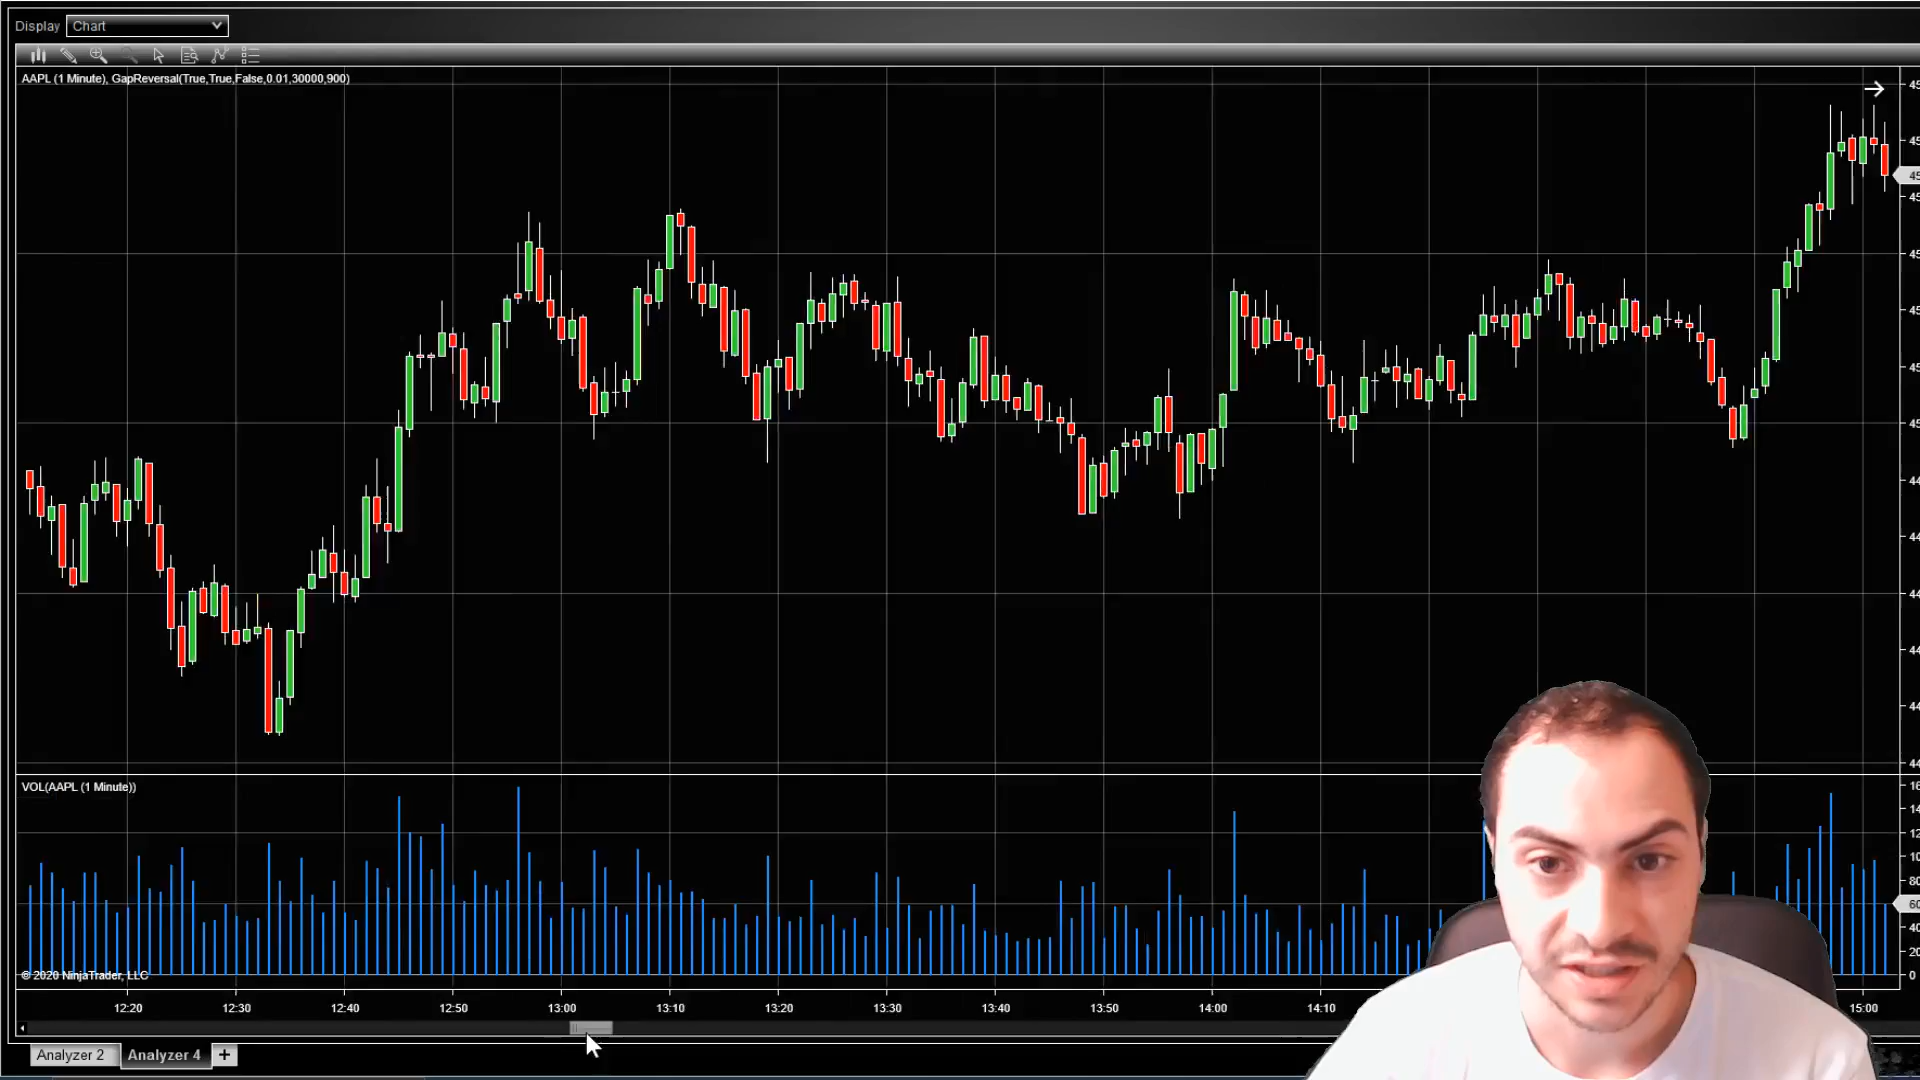 Display Chart
AAPL (1 Minute), GapReversal(True,True,False,0.01,30000,900)
VOL(AAPL (1 Minute))
© 2020 NinjaTrader, LLC
12:20 12:30 12:40 12:50 13:00 13:10 13:20 13:30 13:40 13:50 14:00 14:10 15:00
Analyzer 2 Analyzer 4 +